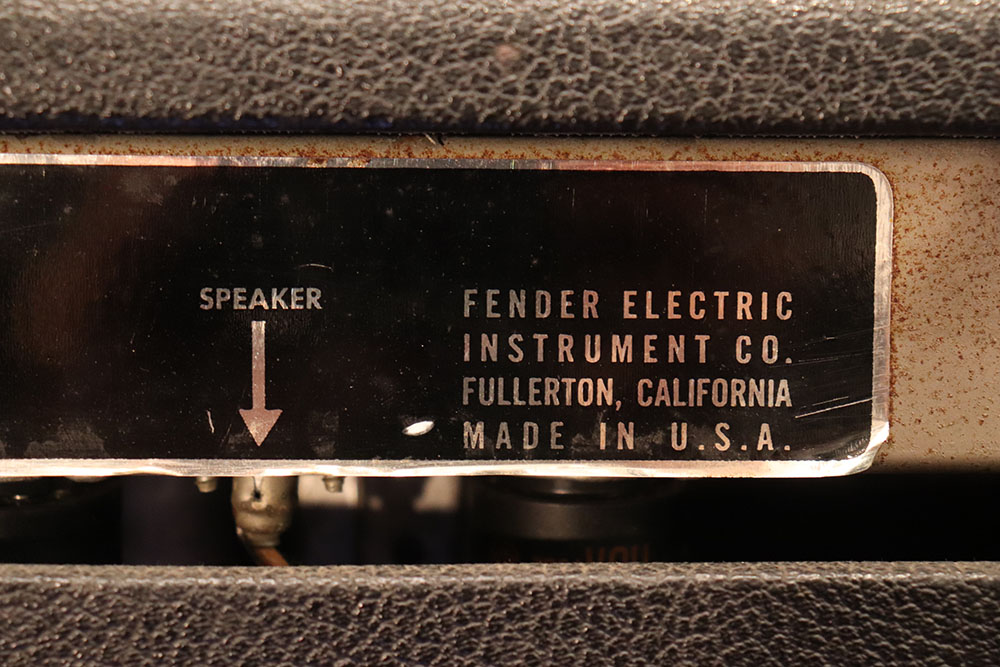 SPEAKER
FENDER ELECTRIC
INSTRUMENT CO.
FULLERTON, CALIFORNIA
MADE IN U.S.A.